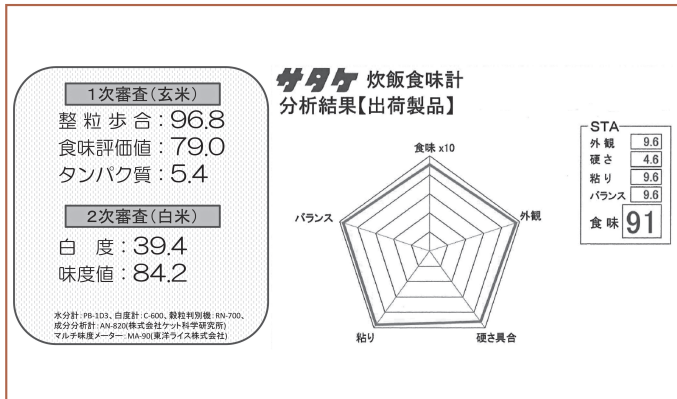 1次審査(玄米)
整粒歩合:96.8
食味評価値:79.0
タンパク質:5.4
2次審査(白米)
白 度:39.4
味度値:84.2
水分計:PB-1D3、白度計:C-600、穀粒判別機:RN-700、
成分分析計:AN-820(株式会社ケット科学研究所)
マルチ味度メーター:MA-90(東洋ライス株式会社)
サタケ 炊飯食味計
分析結果【出荷製品】
食味 x10
バランス
外観
粘り
硬さ具合
STA
外観 9.6
硬さ 4.6
粘り 9.6
バランス 9.6
食味 91